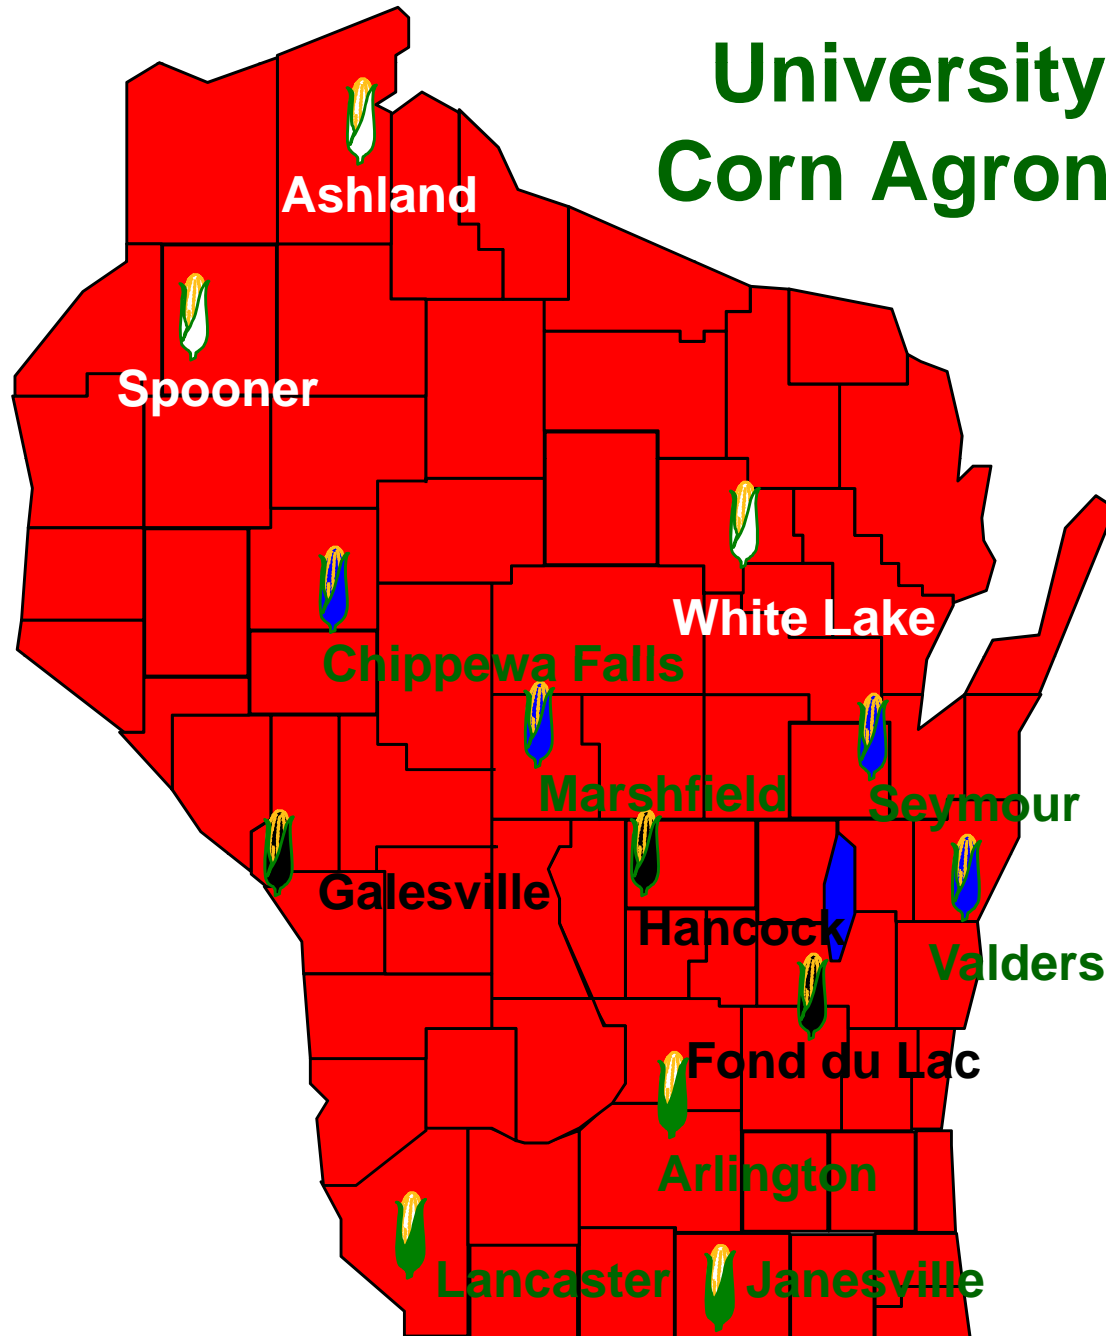 University
Corn Agron
Ashland
Spooner
White Lake
Chippewa Falls
Marshfield
Seymour
Galesville
Hancock
Valders
Fond du Lac
Arlington
Lancaster
Janesville